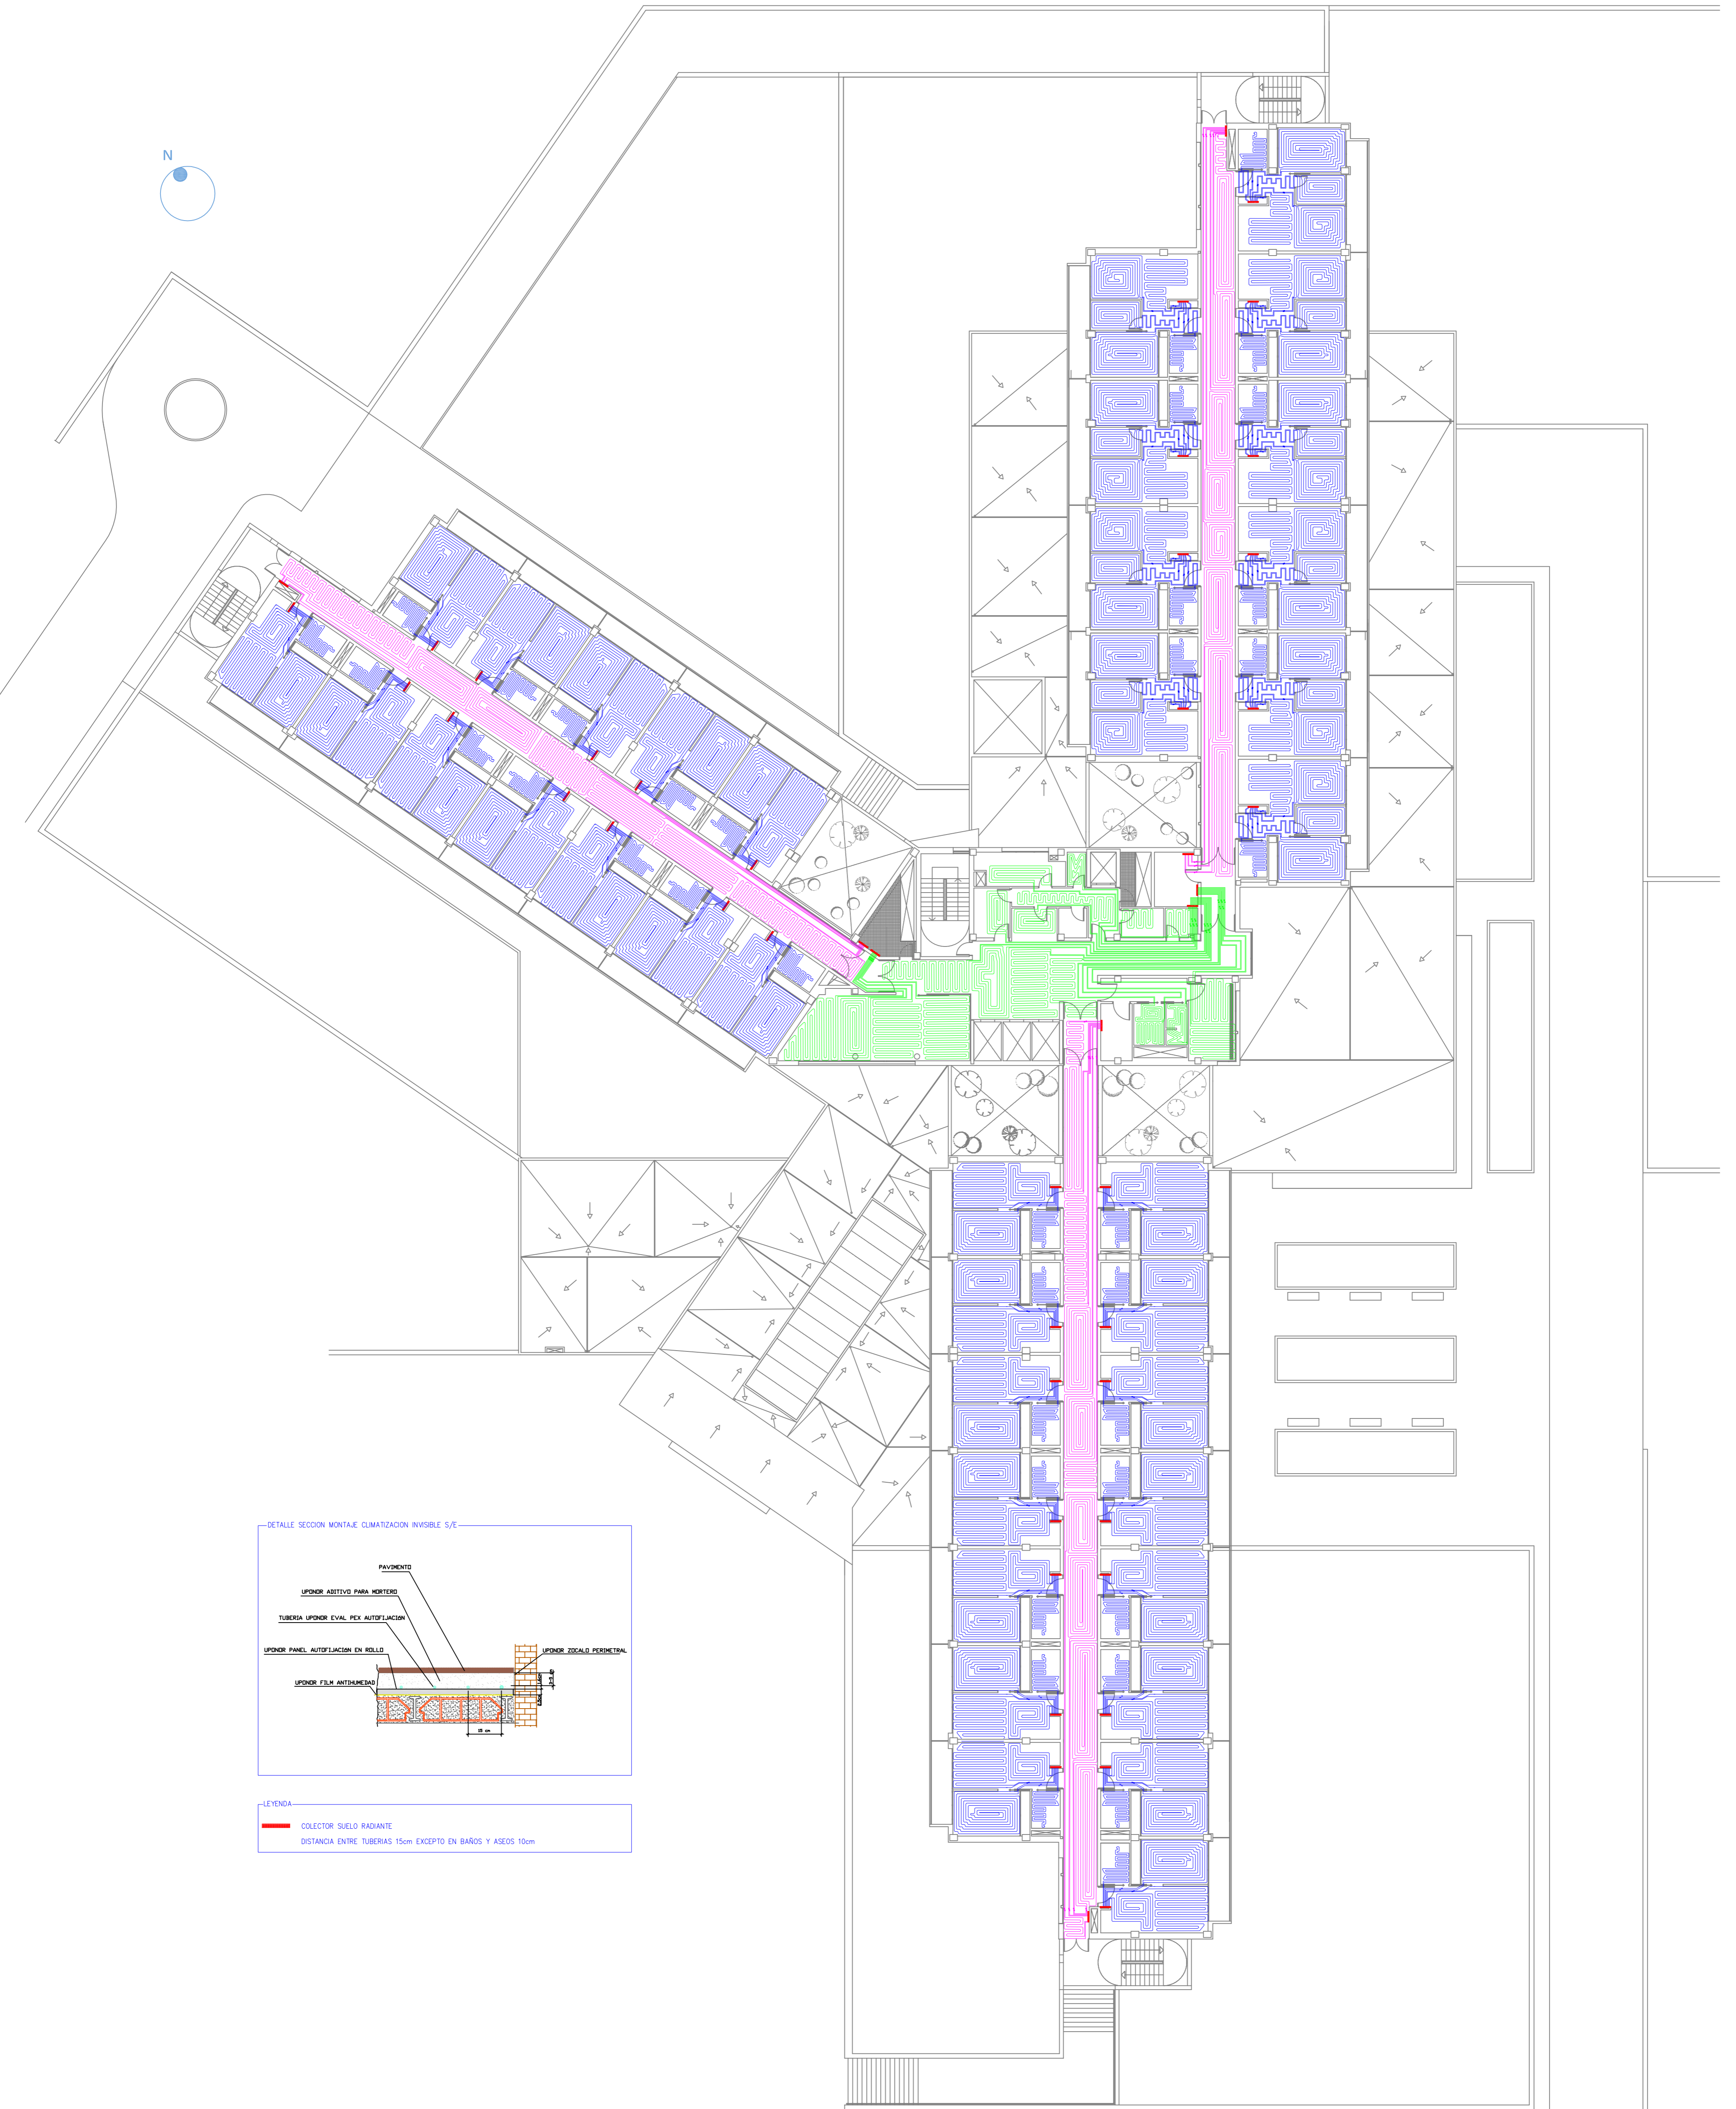 N
DETALLE SECCION MONTAJE CLIMATIZACION INVISIBLE S/E
PAVIMENTO
UPONOR ADITIVO PARA MORTERO
TUBERIA UPONOR EVAL PEX AUTOFIJACIóN
UPONOR PANEL AUTOFIJACIóN EN ROLLO
UPONOR ZOCALO PERIMETRAL
UPONOR FILM ANTIHUMEDAD
15 cm
LEYENDA
COLECTOR SUELO RADIANTE
DISTANCIA ENTRE TUBERIAS 15cm EXCEPTO EN BAÑOS Y ASEOS 10cm